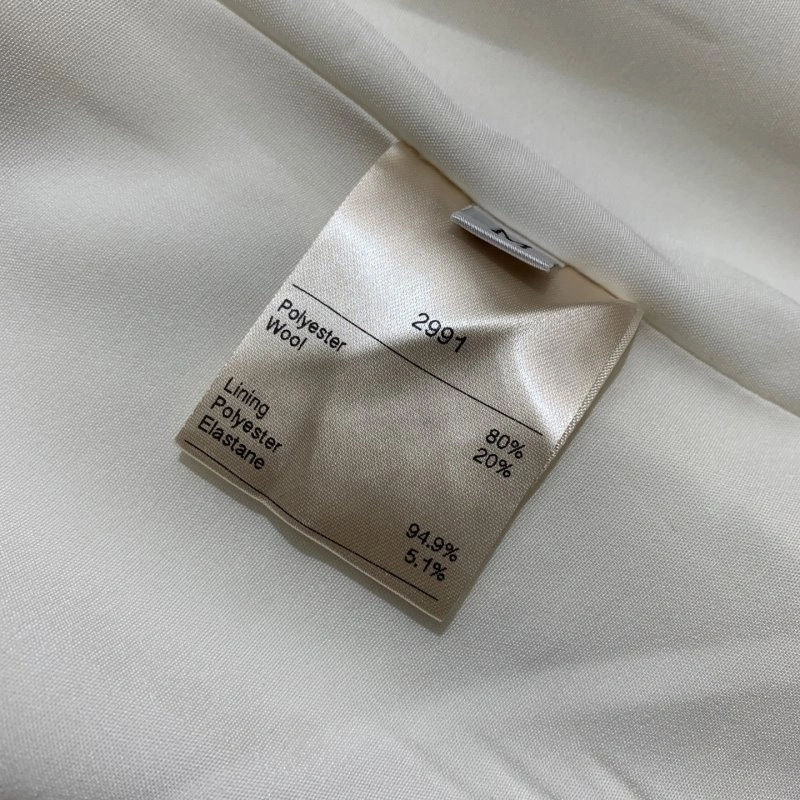 M
2991
Polyester 80%
Wool 20%
Lining
Polyester 94.9%
Elastane 5.1%